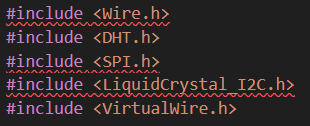 #include <Wire.h>
#include <DHT.h>
#include <SPI.h>
#include <LiquidCrystal_I2C.h>
#include <VirtualWire.h>